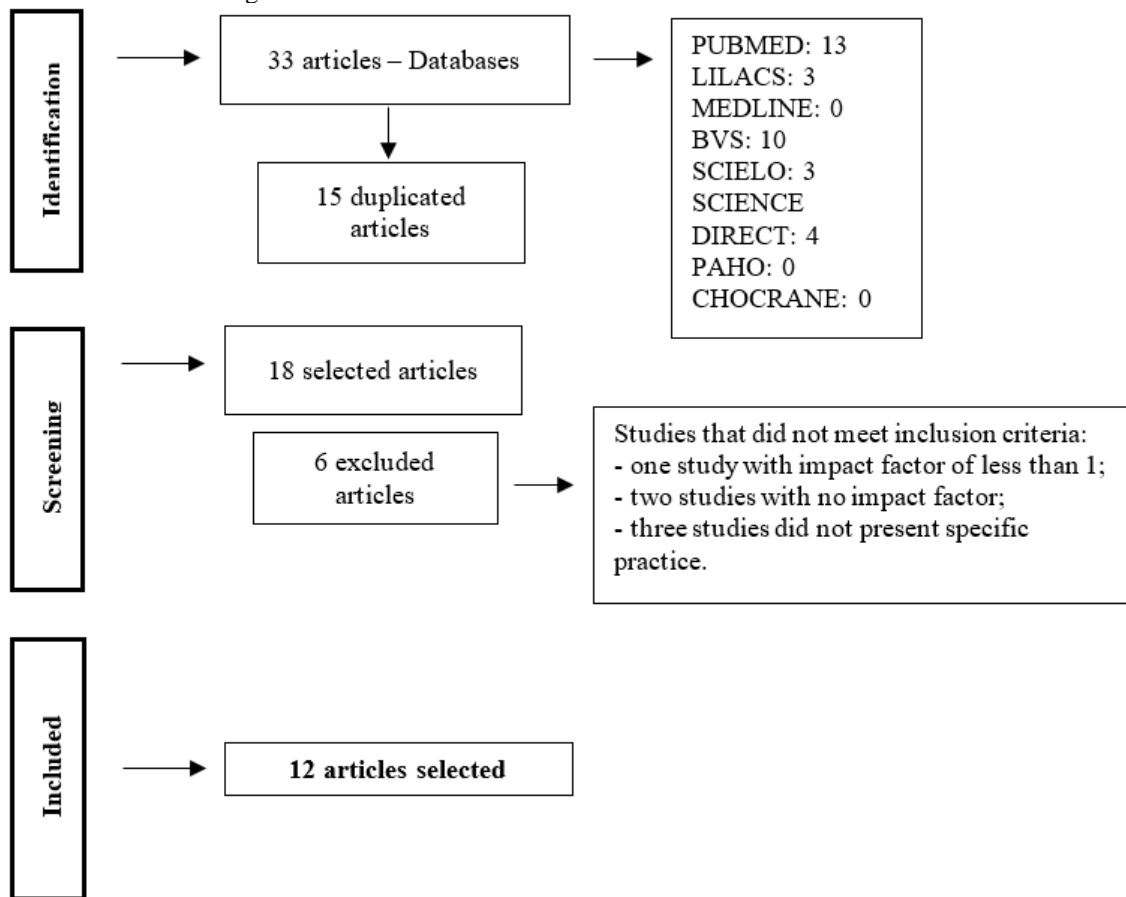 Identification
33 articles – Databases
15 duplicated
articles
PUBMED: 13
LILACS: 3
MEDLINE: 0
BVS: 10
SCIELO: 3
SCIENCE
DIRECT: 4
PAHO: 0
CHOCRANE: 0
Screening
18 selected articles
6 excluded
articles
Studies that did not meet inclusion criteria:
- one study with impact factor of less than 1;
- two studies with no impact factor;
- three studies did not present specific
practice.
Included
12 articles selected